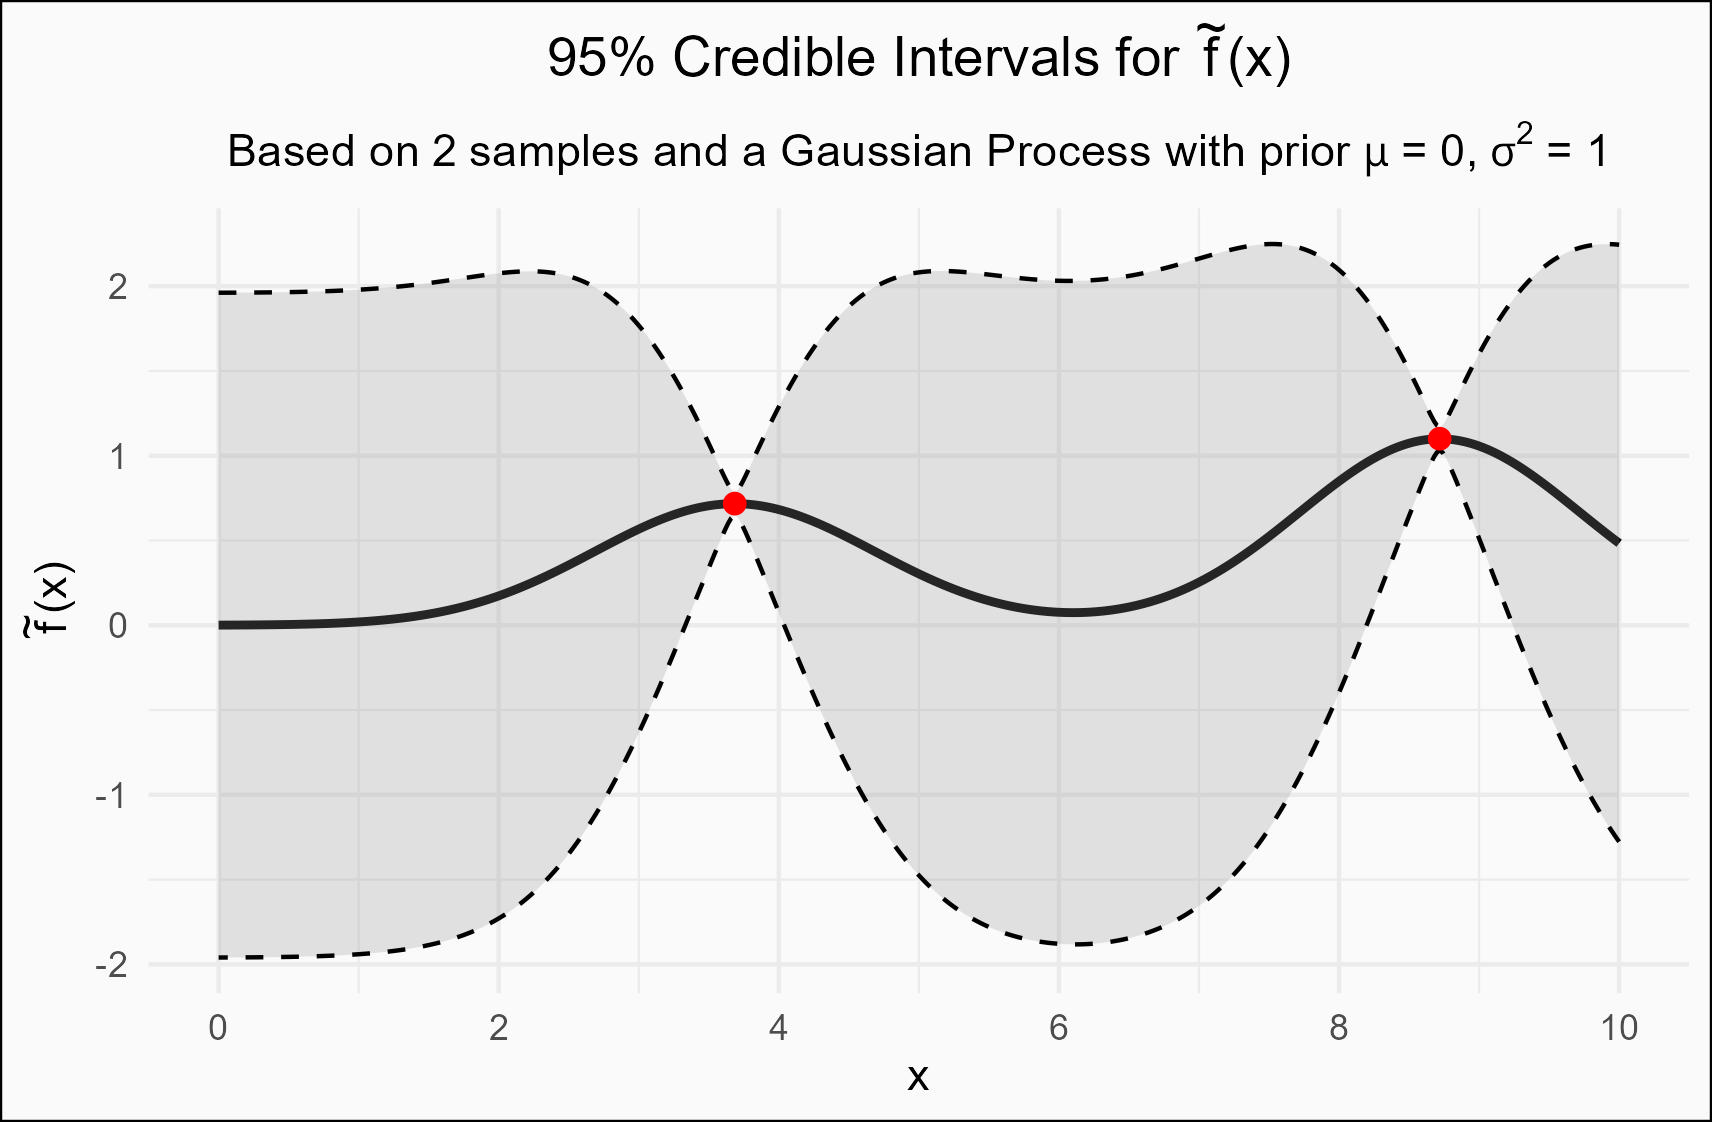 95% Credible Intervals for f̃(x)
Based on 2 samples and a Gaussian Process with prior μ = 0, σ² = 1
f̃(x)
2
1
0
-1
-2
0 2 4 6 8 10
x